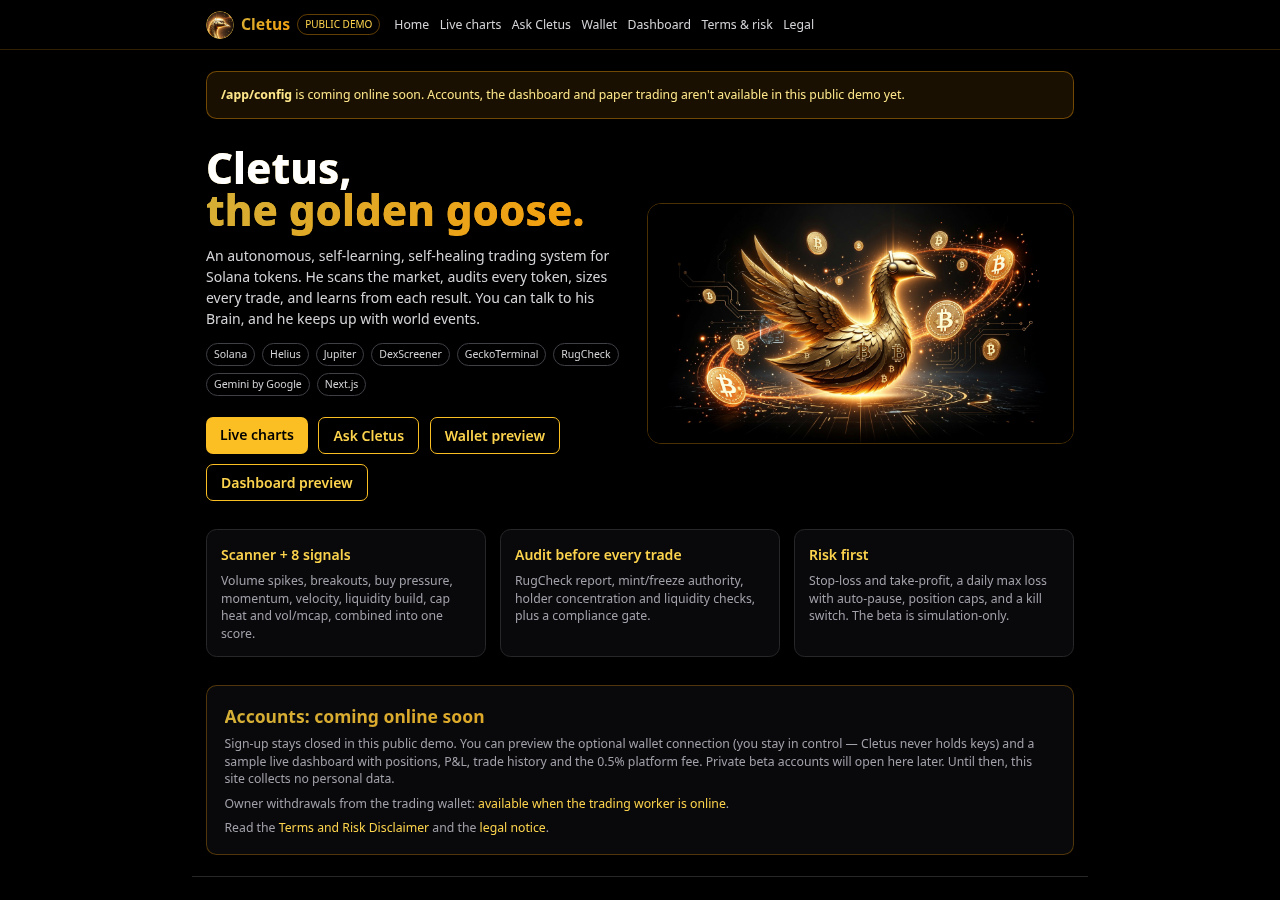 Cletus PUBLIC DEMO Home Live charts Ask Cletus Wallet Dashboard Terms & risk Legal
/app/config is coming online soon. Accounts, the dashboard and paper trading aren't available in this public demo yet.
Cletus,
the golden goose.
An autonomous, self-learning, self-healing trading system for
Solana tokens. He scans the market, audits every token, sizes
every trade, and learns from each result. You can talk to his
Brain, and he keeps up with world events.
Solana Helius Jupiter DexScreener GeckoTerminal RugCheck
Gemini by Google Next.js
Live charts Ask Cletus Wallet preview
Dashboard preview
Scanner + 8 signals
Volume spikes, breakouts, buy pressure,
momentum, velocity, liquidity build, cap
heat and vol/mcap, combined into one
score.
Audit before every trade
RugCheck report, mint/freeze authority,
holder concentration and liquidity checks,
plus a compliance gate.
Risk first
Stop-loss and take-profit, a daily max loss
with auto-pause, position caps, and a kill
switch. The beta is simulation-only.
Accounts: coming online soon
Sign-up stays closed in this public demo. You can preview the optional wallet connection (you stay in control — Cletus never holds keys) and a
sample live dashboard with positions, P&L, trade history and the 0.5% platform fee. Private beta accounts will open here later. Until then, this
site collects no personal data.
Owner withdrawals from the trading wallet: available when the trading worker is online.
Read the Terms and Risk Disclaimer and the legal notice.